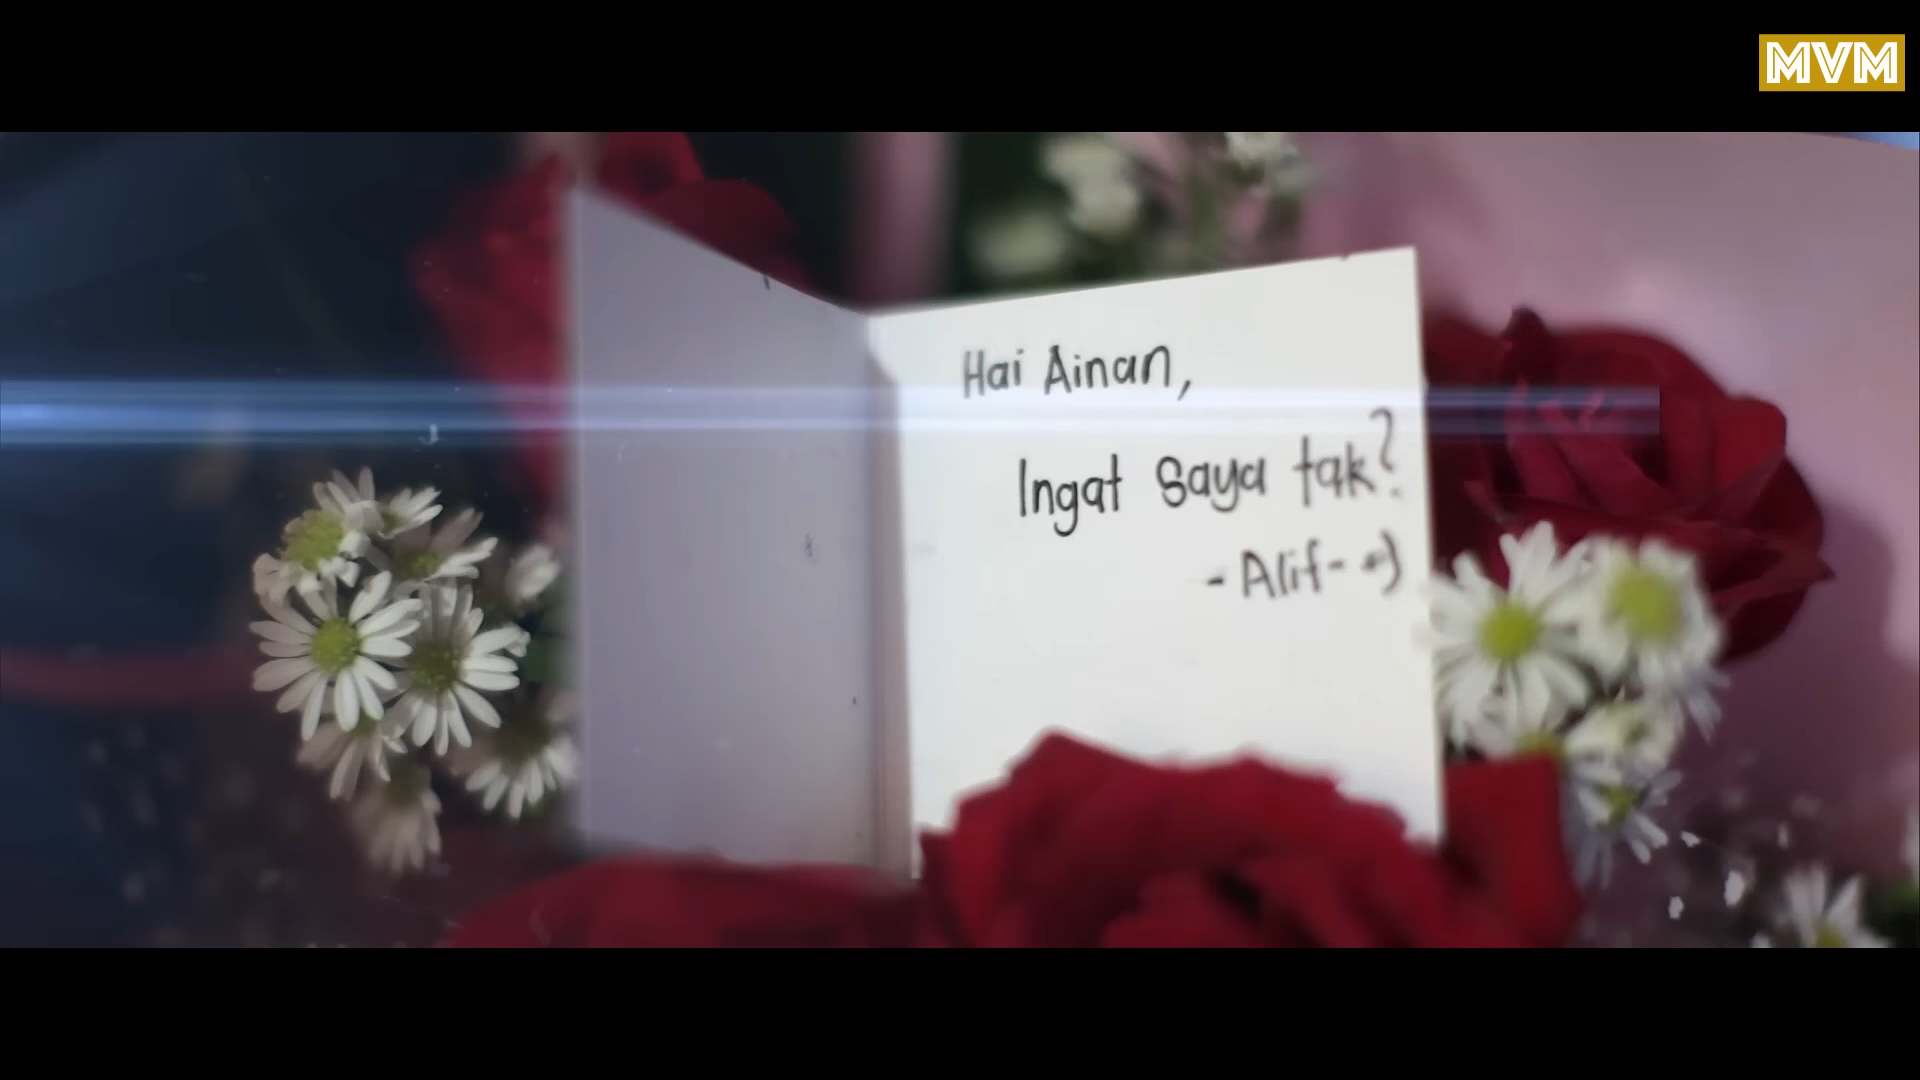 MVM
Hai Ainan,
Ingat saya tak?
- Alif- :)